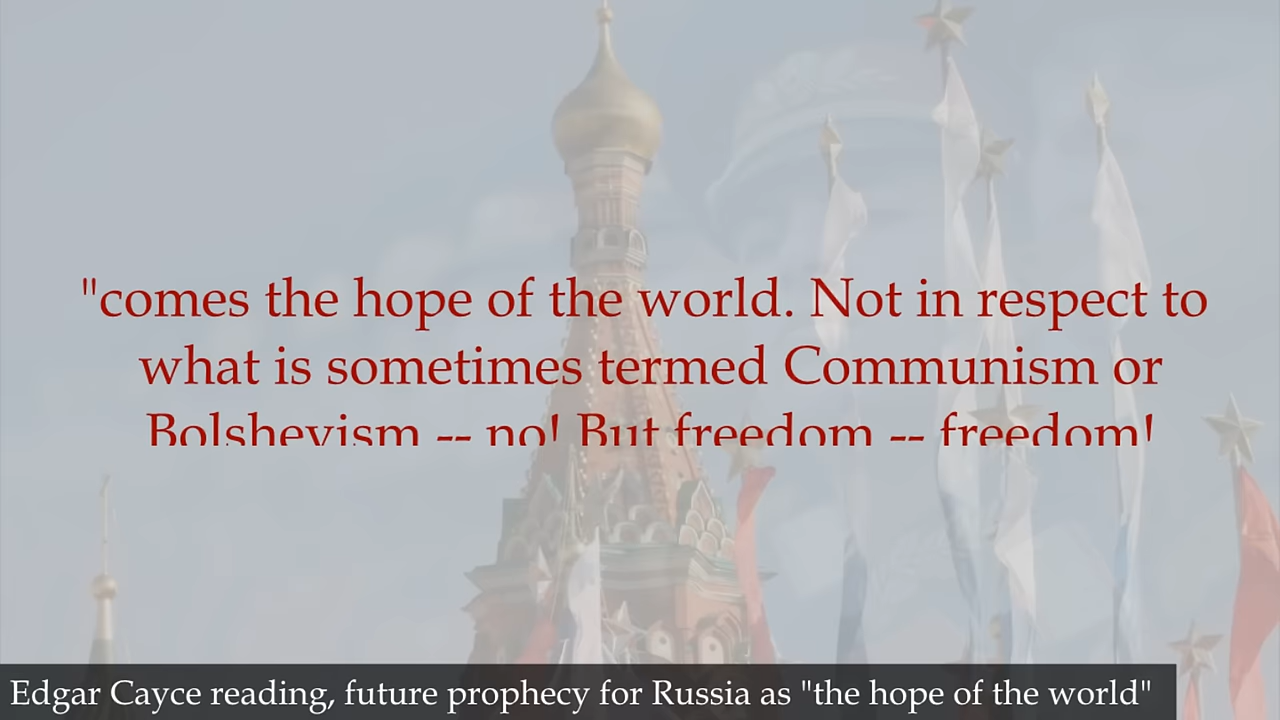 "comes the hope of the world. Not in respect to
what is sometimes termed Communism or
Bolshevism -- no! But freedom -- freedom!
Edgar Cayce reading, future prophecy for Russia as "the hope of the world"